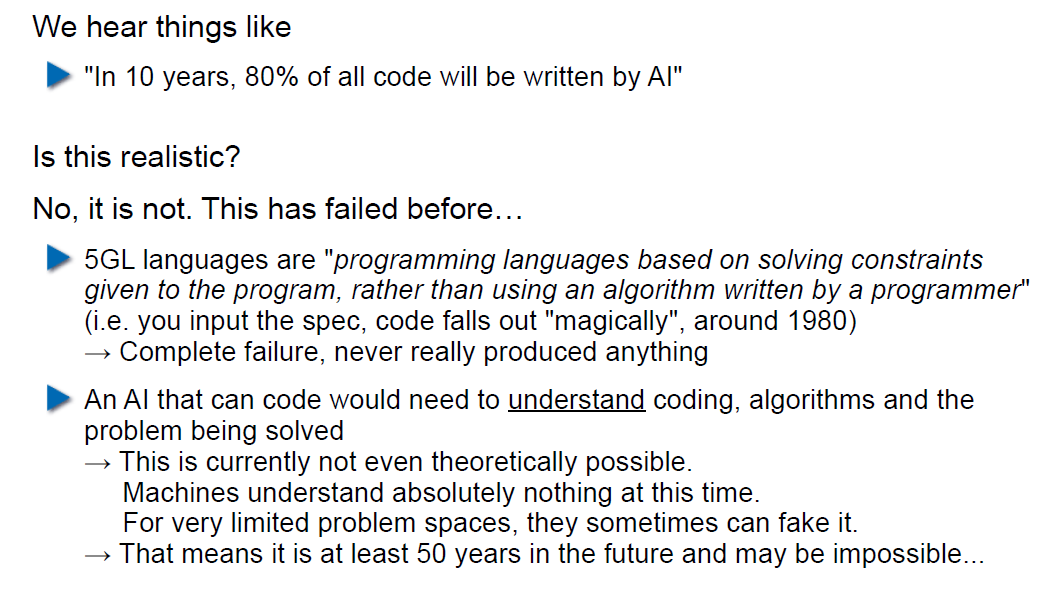 We hear things like
"In 10 years, 80% of all code will be written by AI"
Is this realistic?
No, it is not. This has failed before…
5GL languages are "programming languages based on solving constraints
given to the program, rather than using an algorithm written by a programmer"
(i.e. you input the spec, code falls out "magically", around 1980)
→ Complete failure, never really produced anything
An AI that can code would need to understand coding, algorithms and the
problem being solved
→ This is currently not even theoretically possible.
Machines understand absolutely nothing at this time.
For very limited problem spaces, they sometimes can fake it.
→ That means it is at least 50 years in the future and may be impossible...